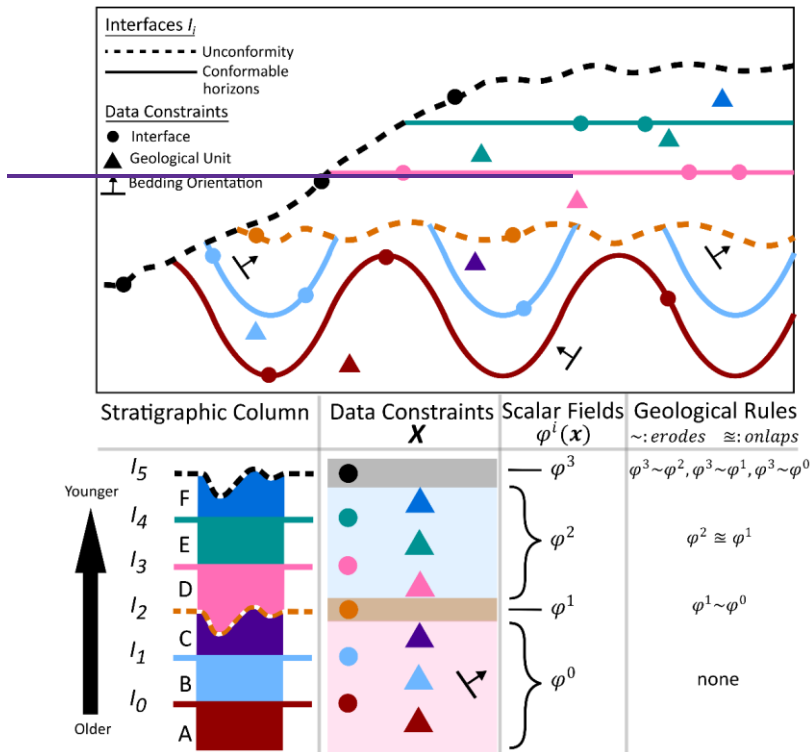 Interfaces I_i
Unconformity
Conformable
horizons
Data Constraints
Interface
Geological Unit
Bedding Orientation
Stratigraphic Column
Data Constraints
X
Scalar Fields
φ^i(x)
Geological Rules
~: erodes ≅: onlaps
Younger
Older
I_5
F
I_4
E
I_3
D
I_2
C
I_1
B
I_0
A
φ^3
φ^2
φ^1
φ^0
φ^3~φ^2, φ^3~φ^1, φ^3~φ^0
φ^2 ≅ φ^1
φ^1~φ^0
none